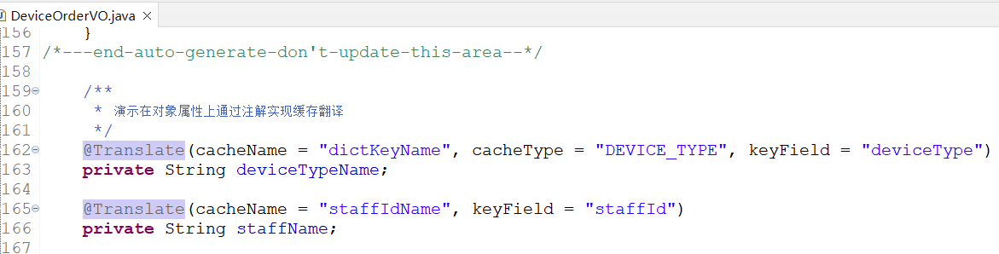 DeviceOrderVO.java
156 }
157 /*---end-auto-generate-don't-update-this-area--*/
158
159 /**
160 * 演示在对象属性上通过注解实现缓存翻译
161 */
162 @Translate(cacheName = "dictKeyName", cacheType = "DEVICE_TYPE", keyField = "deviceType")
163 private String deviceTypeName;
164
165 @Translate(cacheName = "staffIdName", keyField = "staffId")
166 private String staffName;
167